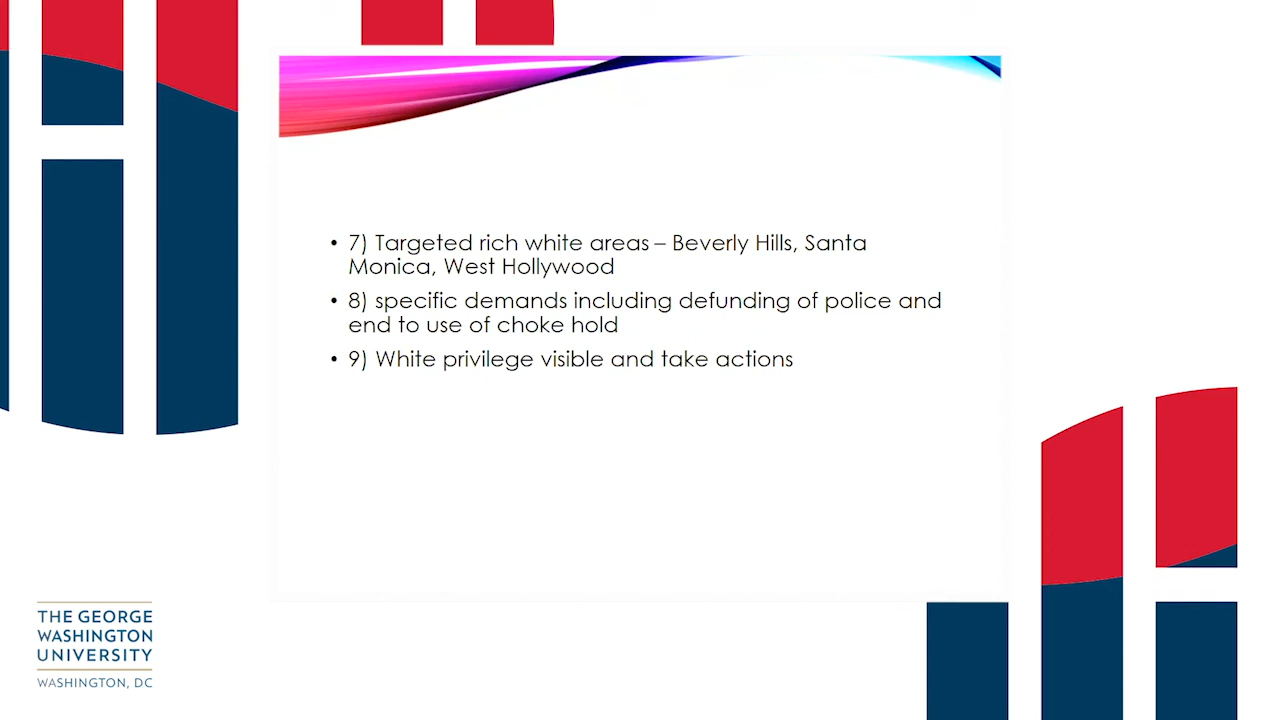 • 7) Targeted rich white areas – Beverly Hills, Santa
Monica, West Hollywood
• 8) specific demands including defunding of police and
end to use of choke hold
• 9) White privilege visible and take actions
THE GEORGE
WASHINGTON
UNIVERSITY
WASHINGTON, DC